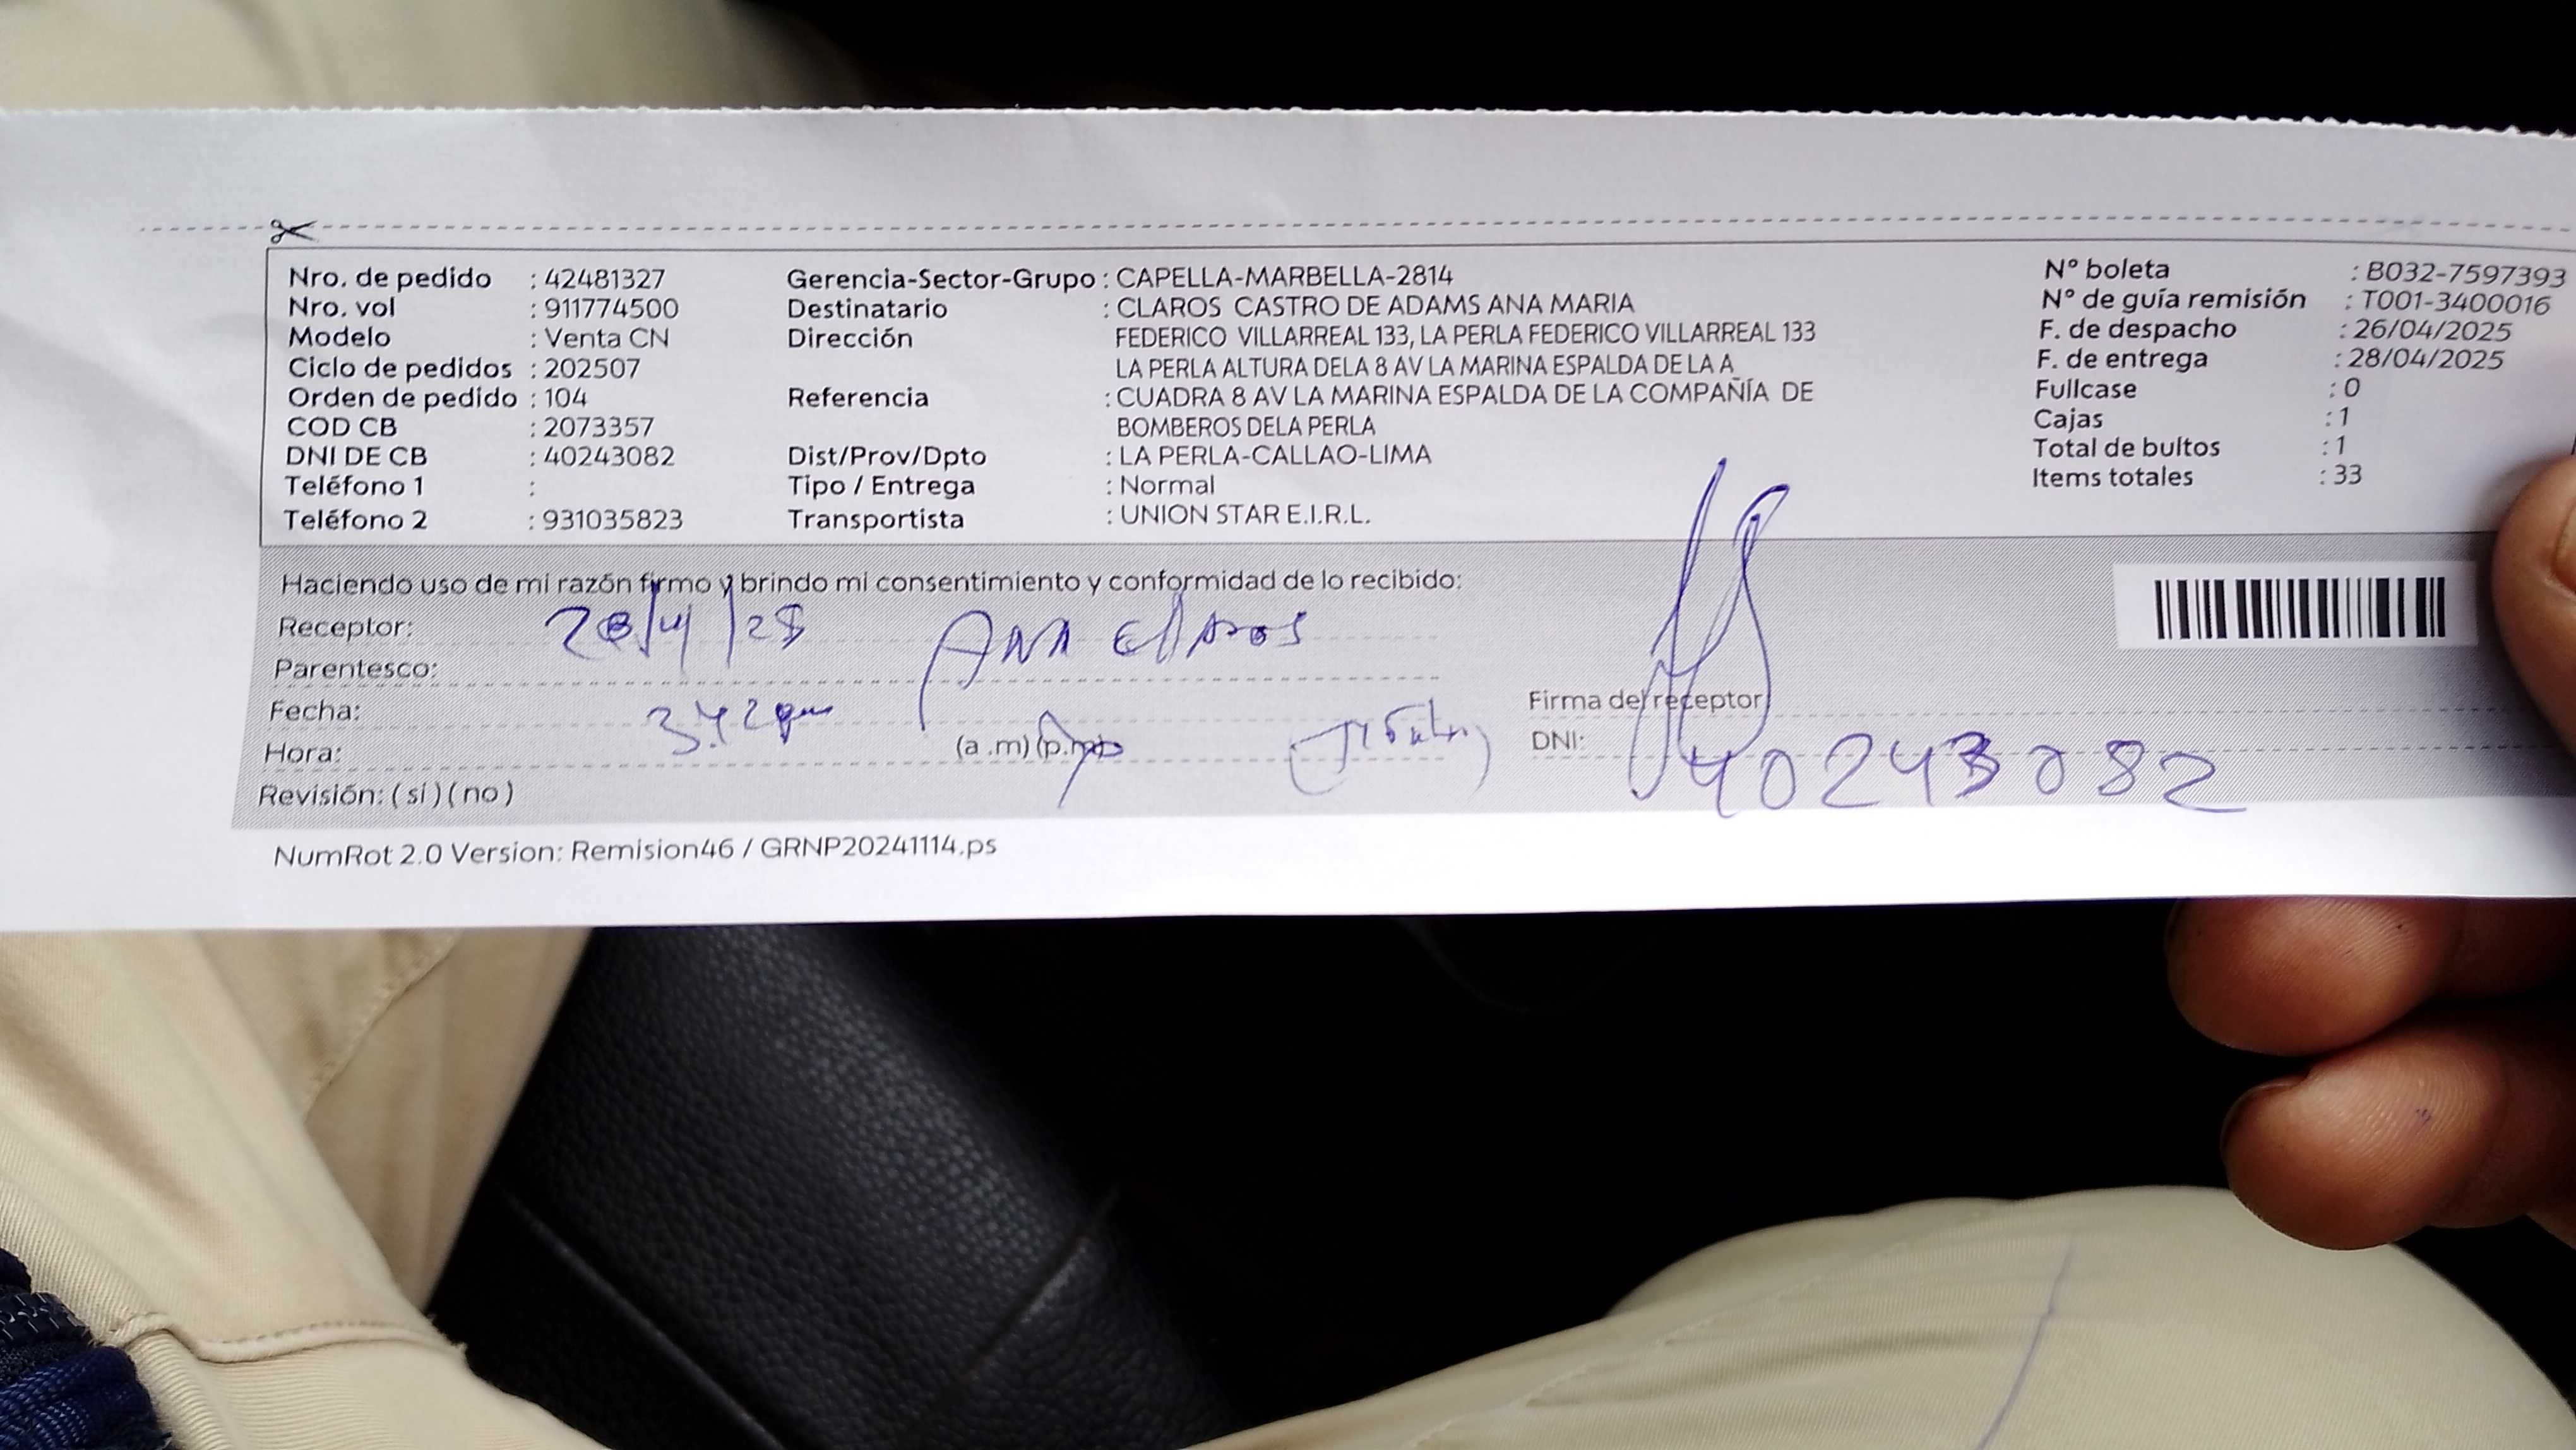 Nro. de pedido : 42481327
Nro. vol : 911774500
Modelo : Venta CN
Ciclo de pedidos : 202507
Orden de pedido : 104
COD CB : 2073357
DNI DE CB : 40243082
Teléfono 1 :
Teléfono 2 : 931035823
Gerencia-Sector-Grupo : CAPELLA-MARBELLA-2814
Destinatario : CLAROS CASTRO DE ADAMS ANA MARIA
Dirección FEDERICO VILLARREAL 133, LA PERLA FEDERICO VILLARREAL 133
LA PERLA ALTURA DELA 8 AV LA MARINA ESPALDA DE LA A
Referencia : CUADRA 8 AV LA MARINA ESPALDA DE LA COMPAÑÍA DE
BOMBEROS DELA PERLA
Dist/Prov/Dpto : LA PERLA-CALLAO-LIMA
Tipo / Entrega : Normal
Transportista : UNION STAR E.I.R.L.
N° boleta : B032-7597393
N° de guía remisión : T001-3400016
F. de despacho : 26/04/2025
F. de entrega : 28/04/2025
Fullcase : 0
Cajas : 1
Total de bultos : 1
Items totales : 33
Haciendo uso de mi razón firmo y brindo mi consentimiento y conformidad de lo recibido:
Receptor: Ana Claros
Parentesco:
Fecha:
Hora: 3:42pm (a.m) (p.m)
Revisión: ( si ) ( no )
Firma del receptor
DNI: 40243082
NumRot 2.0 Version: Remision46 / GRNP20241114.ps